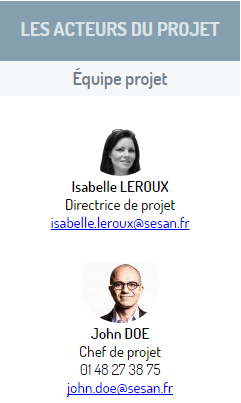 LES ACTEURS DU PROJET
Équipe projet
Isabelle LEROUX
Directrice de projet
isabelle.leroux@sesan.fr
John DOE
Chef de projet
01 48 27 38 75
john.doe@sesan.fr